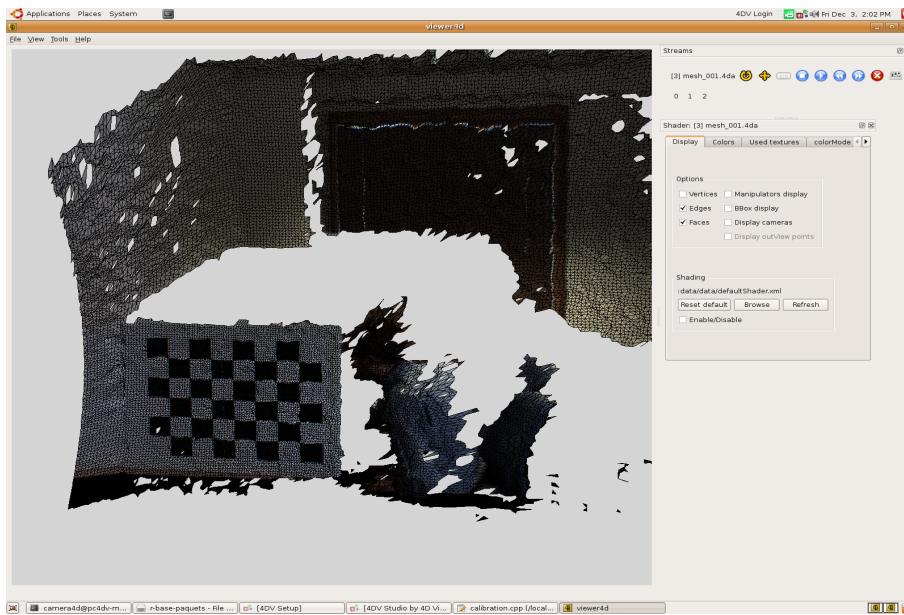 Applications Places System 4DV Login Fri Dec 3, 2:02 PM
viewer4d
File View Tools Help
Streams
[3] mesh_001.4da
0 1 2
Shader: [3] mesh_001.4da
Display Colors Used textures colorMode
Options
Vertices Manipulators display
Edges BBox display
Faces Display cameras
Display outView points
Shading
:data/data/defaultShader.xml
Reset default Browse Refresh
Enable/Disable
camera4d@pc4dv-m... r-base-paquets - File ... [4DV Setup] [4DV Studio by 4D Vi... calibration.cpp (/local... viewer4d